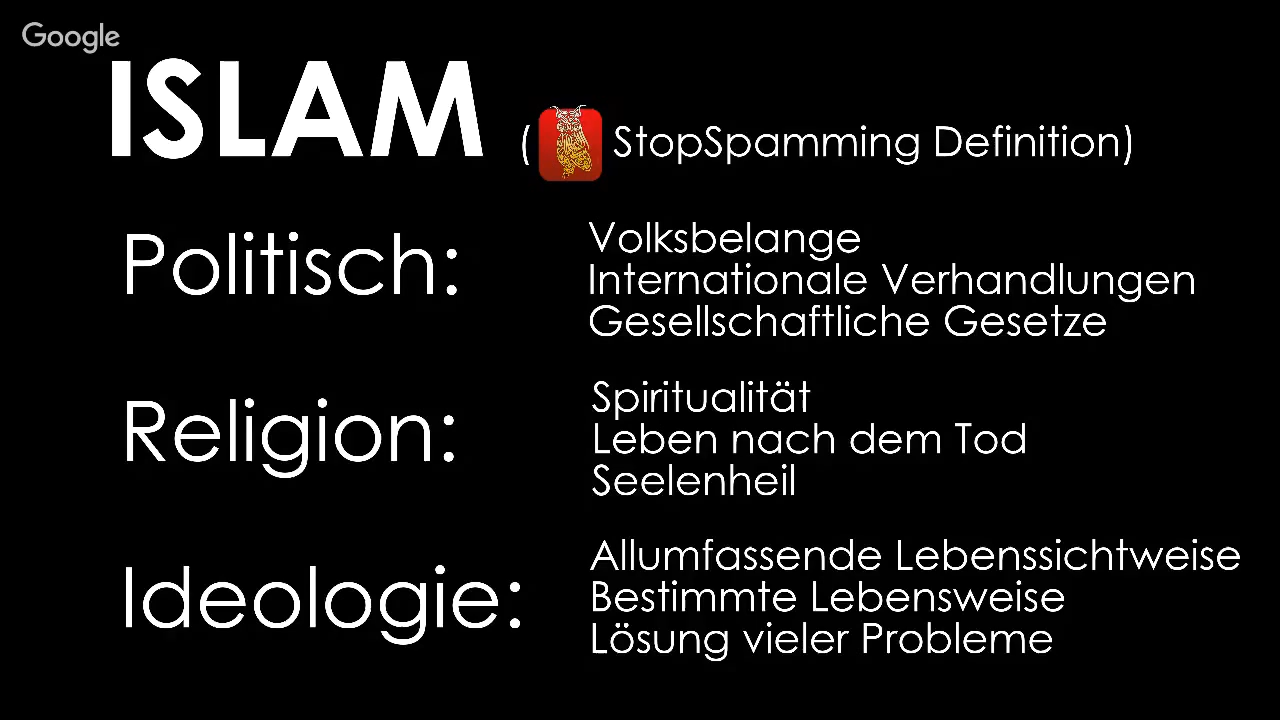 Google
ISLAM ( StopSpamming Definition)
Politisch:
Volksbelange
Internationale Verhandlungen
Gesellschaftliche Gesetze
Religion:
Spiritualität
Leben nach dem Tod
Seelenheil
Ideologie:
Allumfassende Lebenssichtweise
Bestimmte Lebensweise
Lösung vieler Probleme